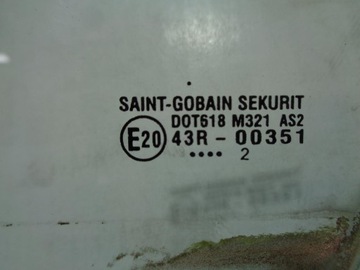 SAINT-GOBAIN SEKURIT
DOT618 M321 AS2
E20 43R - 00351
•••• 2